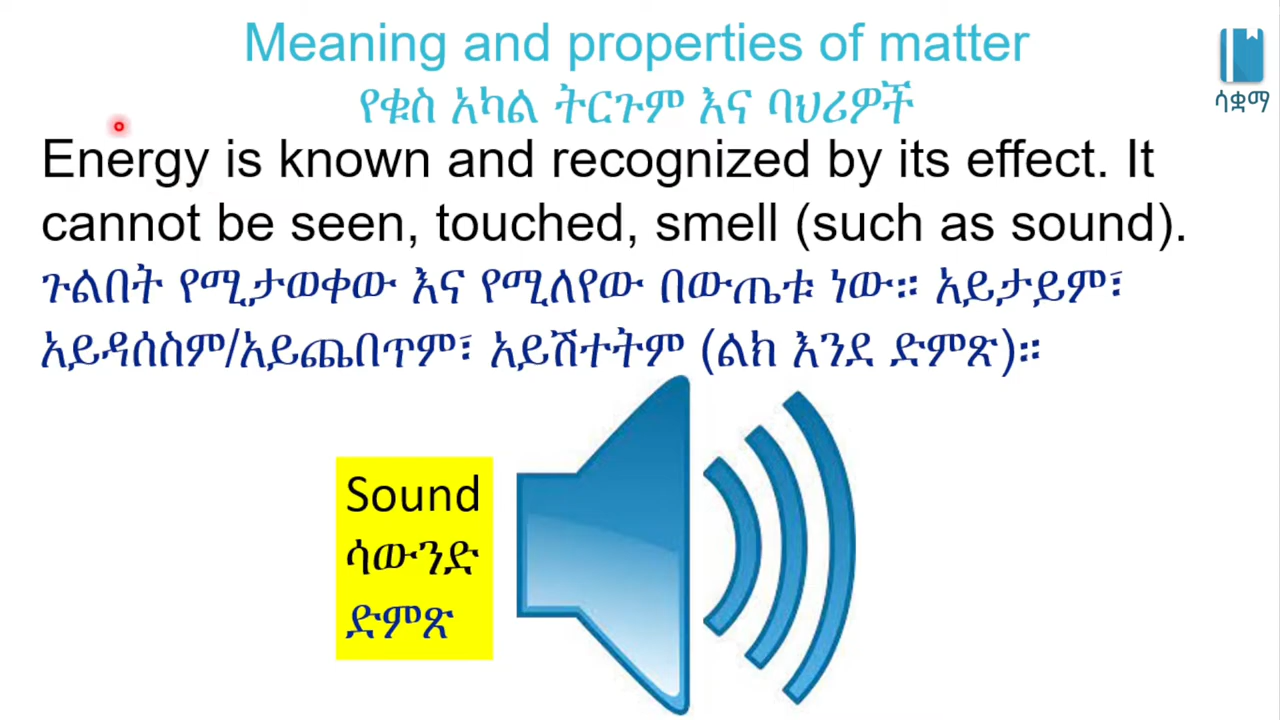 Meaning and properties of matter
የቁስ አካል ትርጉም እና ባህሪዎች
ሳቋማ
Energy is known and recognized by its effect. It
cannot be seen, touched, smell (such as sound).
ጉልበት የሚታወቀው እና የሚለየው በውጤቱ ነው። አይታይም፣
አይዳሰስም/አይጨበጥም፣ አይሽተትም (ልክ እንደ ድምጽ)።
Sound
ሳውንድ
ድምጽ